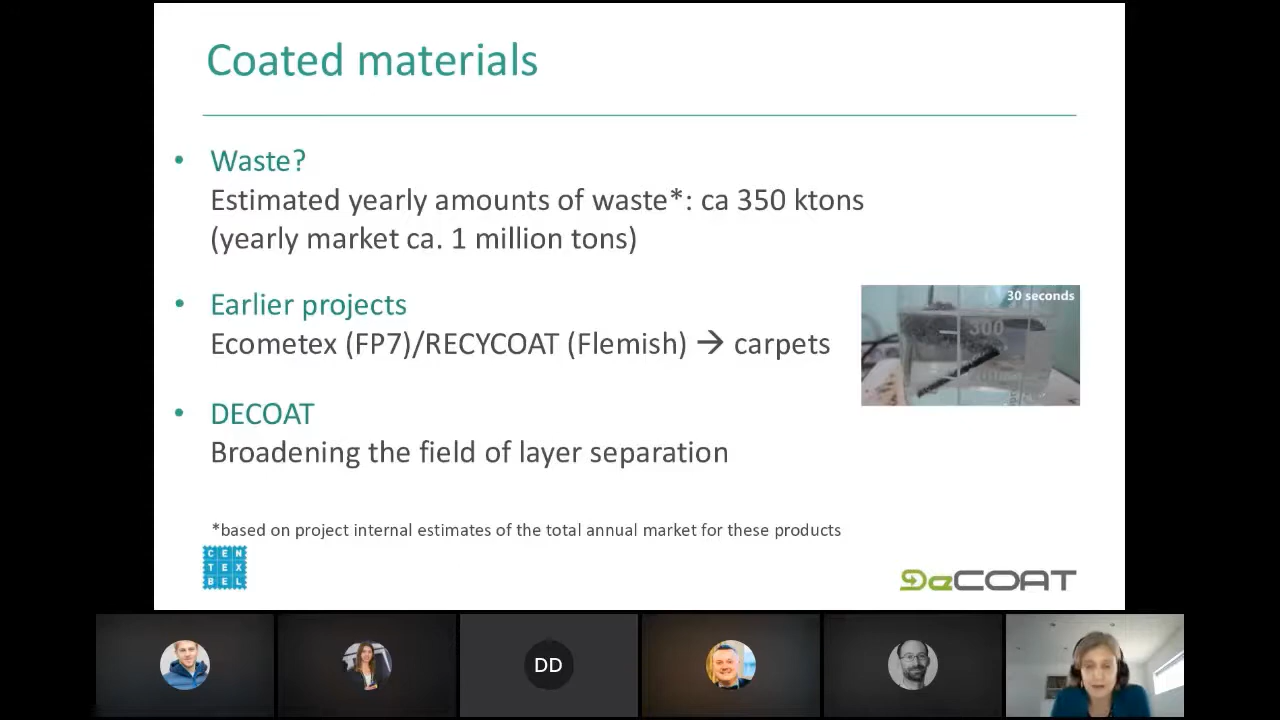 Coated materials
• Waste?
Estimated yearly amounts of waste*: ca 350 ktons
(yearly market ca. 1 million tons)
• Earlier projects
Ecometex (FP7)/RECYCOAT (Flemish) → carpets
30 seconds
300
• DECOAT
Broadening the field of layer separation
*based on project internal estimates of the total annual market for these products
CEN
TEX
BEL
DeCOAT
DD